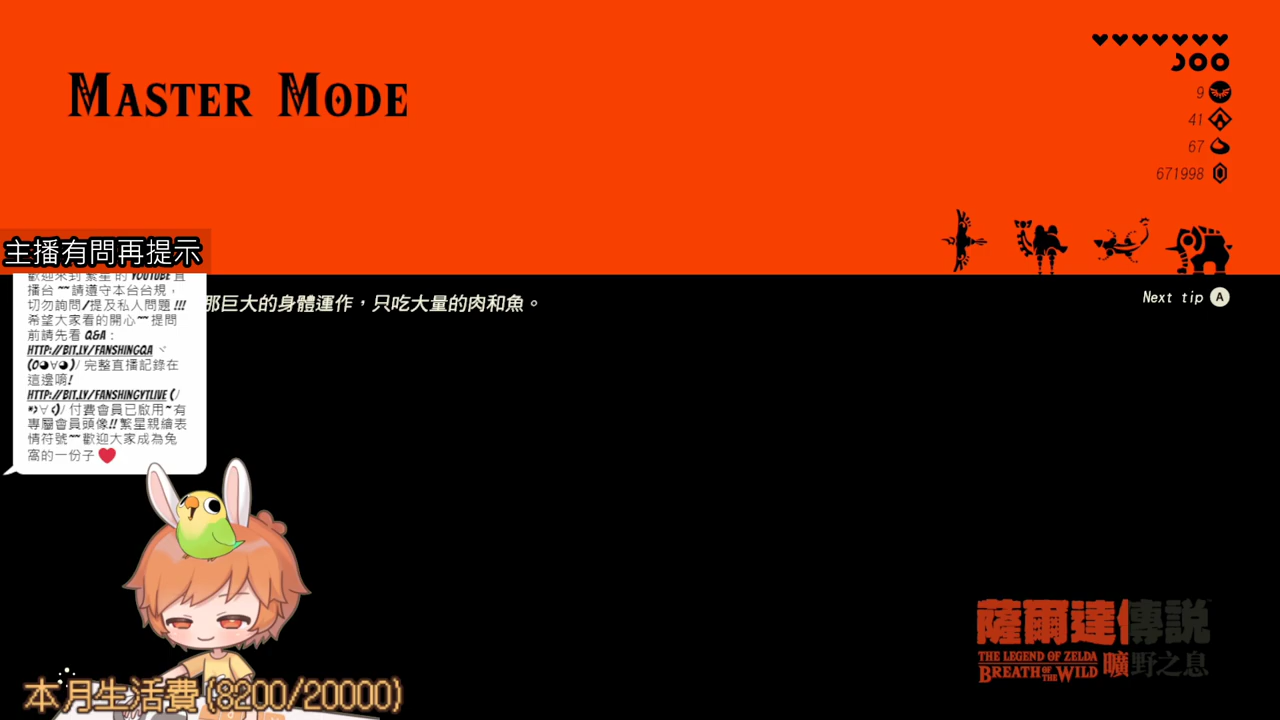 MASTER MODE
9
41
67
671998
主播有問再提示
歡迎來到 繁星 的 YOUTUBE 直
播台 ~~ 請遵守本台台規，
切勿詢問/提及私人問題 !!!
希望大家看的開心~~ 提問
前請先看 Q&A：
HTTP://BIT.LY/FANSHINGQA ヾ
(O◕∀◕)/ 完整直播記錄在
這邊唷!
HTTP://BIT.LY/FANSHINGYTLIVE (/
付費會員已啟用~ 有
專屬會員頭像!! 繁星親繪表
情符號~~ 歡迎大家成為兔
窩的一份子 ❤
那巨大的身體運作，只吃大量的肉和魚。
Next tip A
薩爾達傳說
THE LEGEND OF ZELDA
BREATH OF THE WILD 曠野之息
本月生活費(8200/20000)